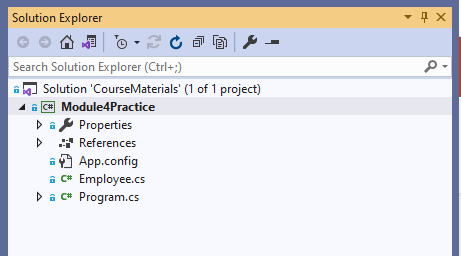 Solution Explorer
Search Solution Explorer (Ctrl+;)
Solution 'CourseMaterials' (1 of 1 project)
C# Module4Practice
Properties
References
App.config
C# Employee.cs
C# Program.cs